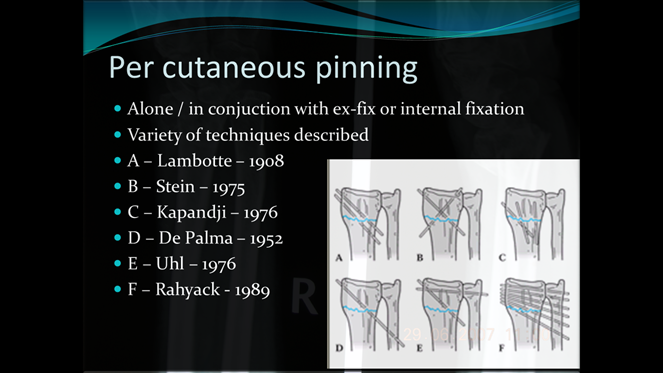 Per cutaneous pinning
Alone / in conjuction with ex-fix or internal fixation
Variety of techniques described
A – Lambotte – 1908
B – Stein – 1975
C – Kapandji – 1976
D – De Palma – 1952
E – Uhl – 1976
F – Rahyack - 1989
R
A B C
D E F